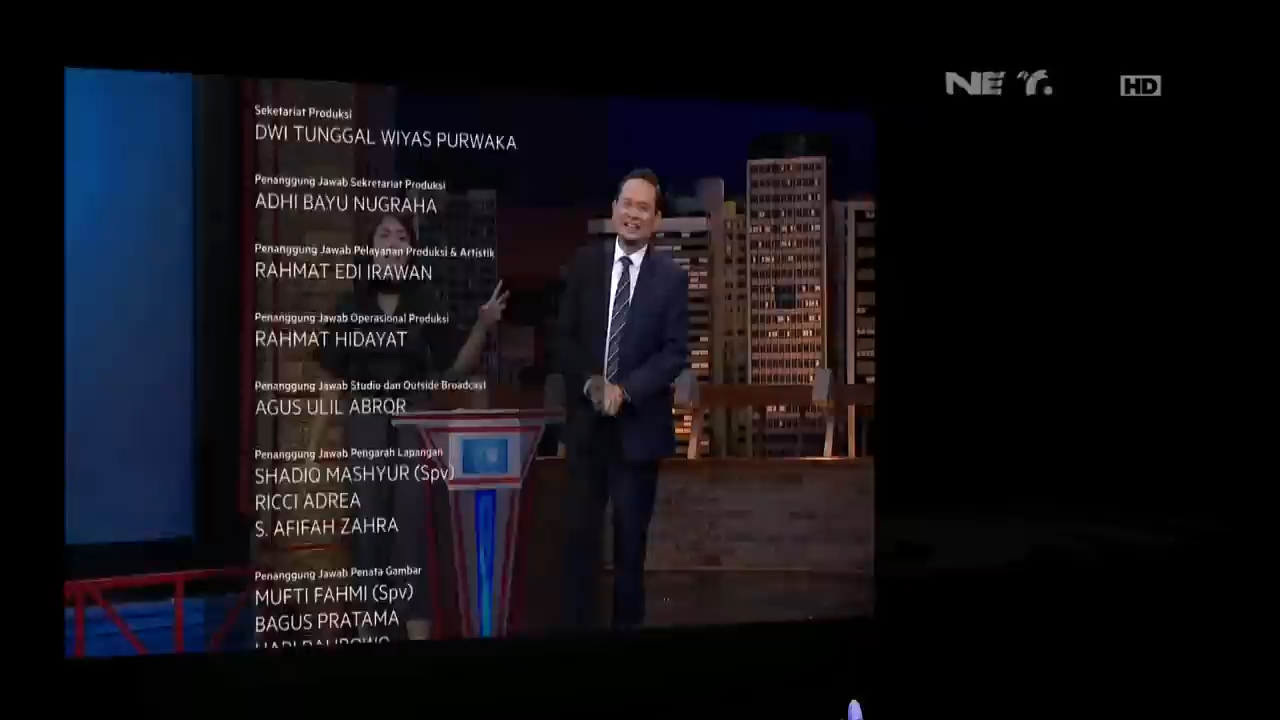 Seketariat Produksi
DWI TUNGGAL WIYAS PURWAKA
Penanggung Jawab Sekretariat Produksi
ADHI BAYU NUGRAHA
Penanggung Jawab Pelayanan Produksi & Artistik
RAHMAT EDI IRAWAN
Penanggung Jawab Operasional Produksi
RAHMAT HIDAYAT
Penanggung Jawab Studio dan Outside Broadcast
AGUS ULIL ABROR
Penanggung Jawab Pengarah Lapangan
SHADIQ MASHYUR (Spv)
RICCI ADREA
S. AFIFAH ZAHRA
Penanggung Jawab Penata Gambar
MUFTI FAHMI (Spv)
BAGUS PRATAMA
HD